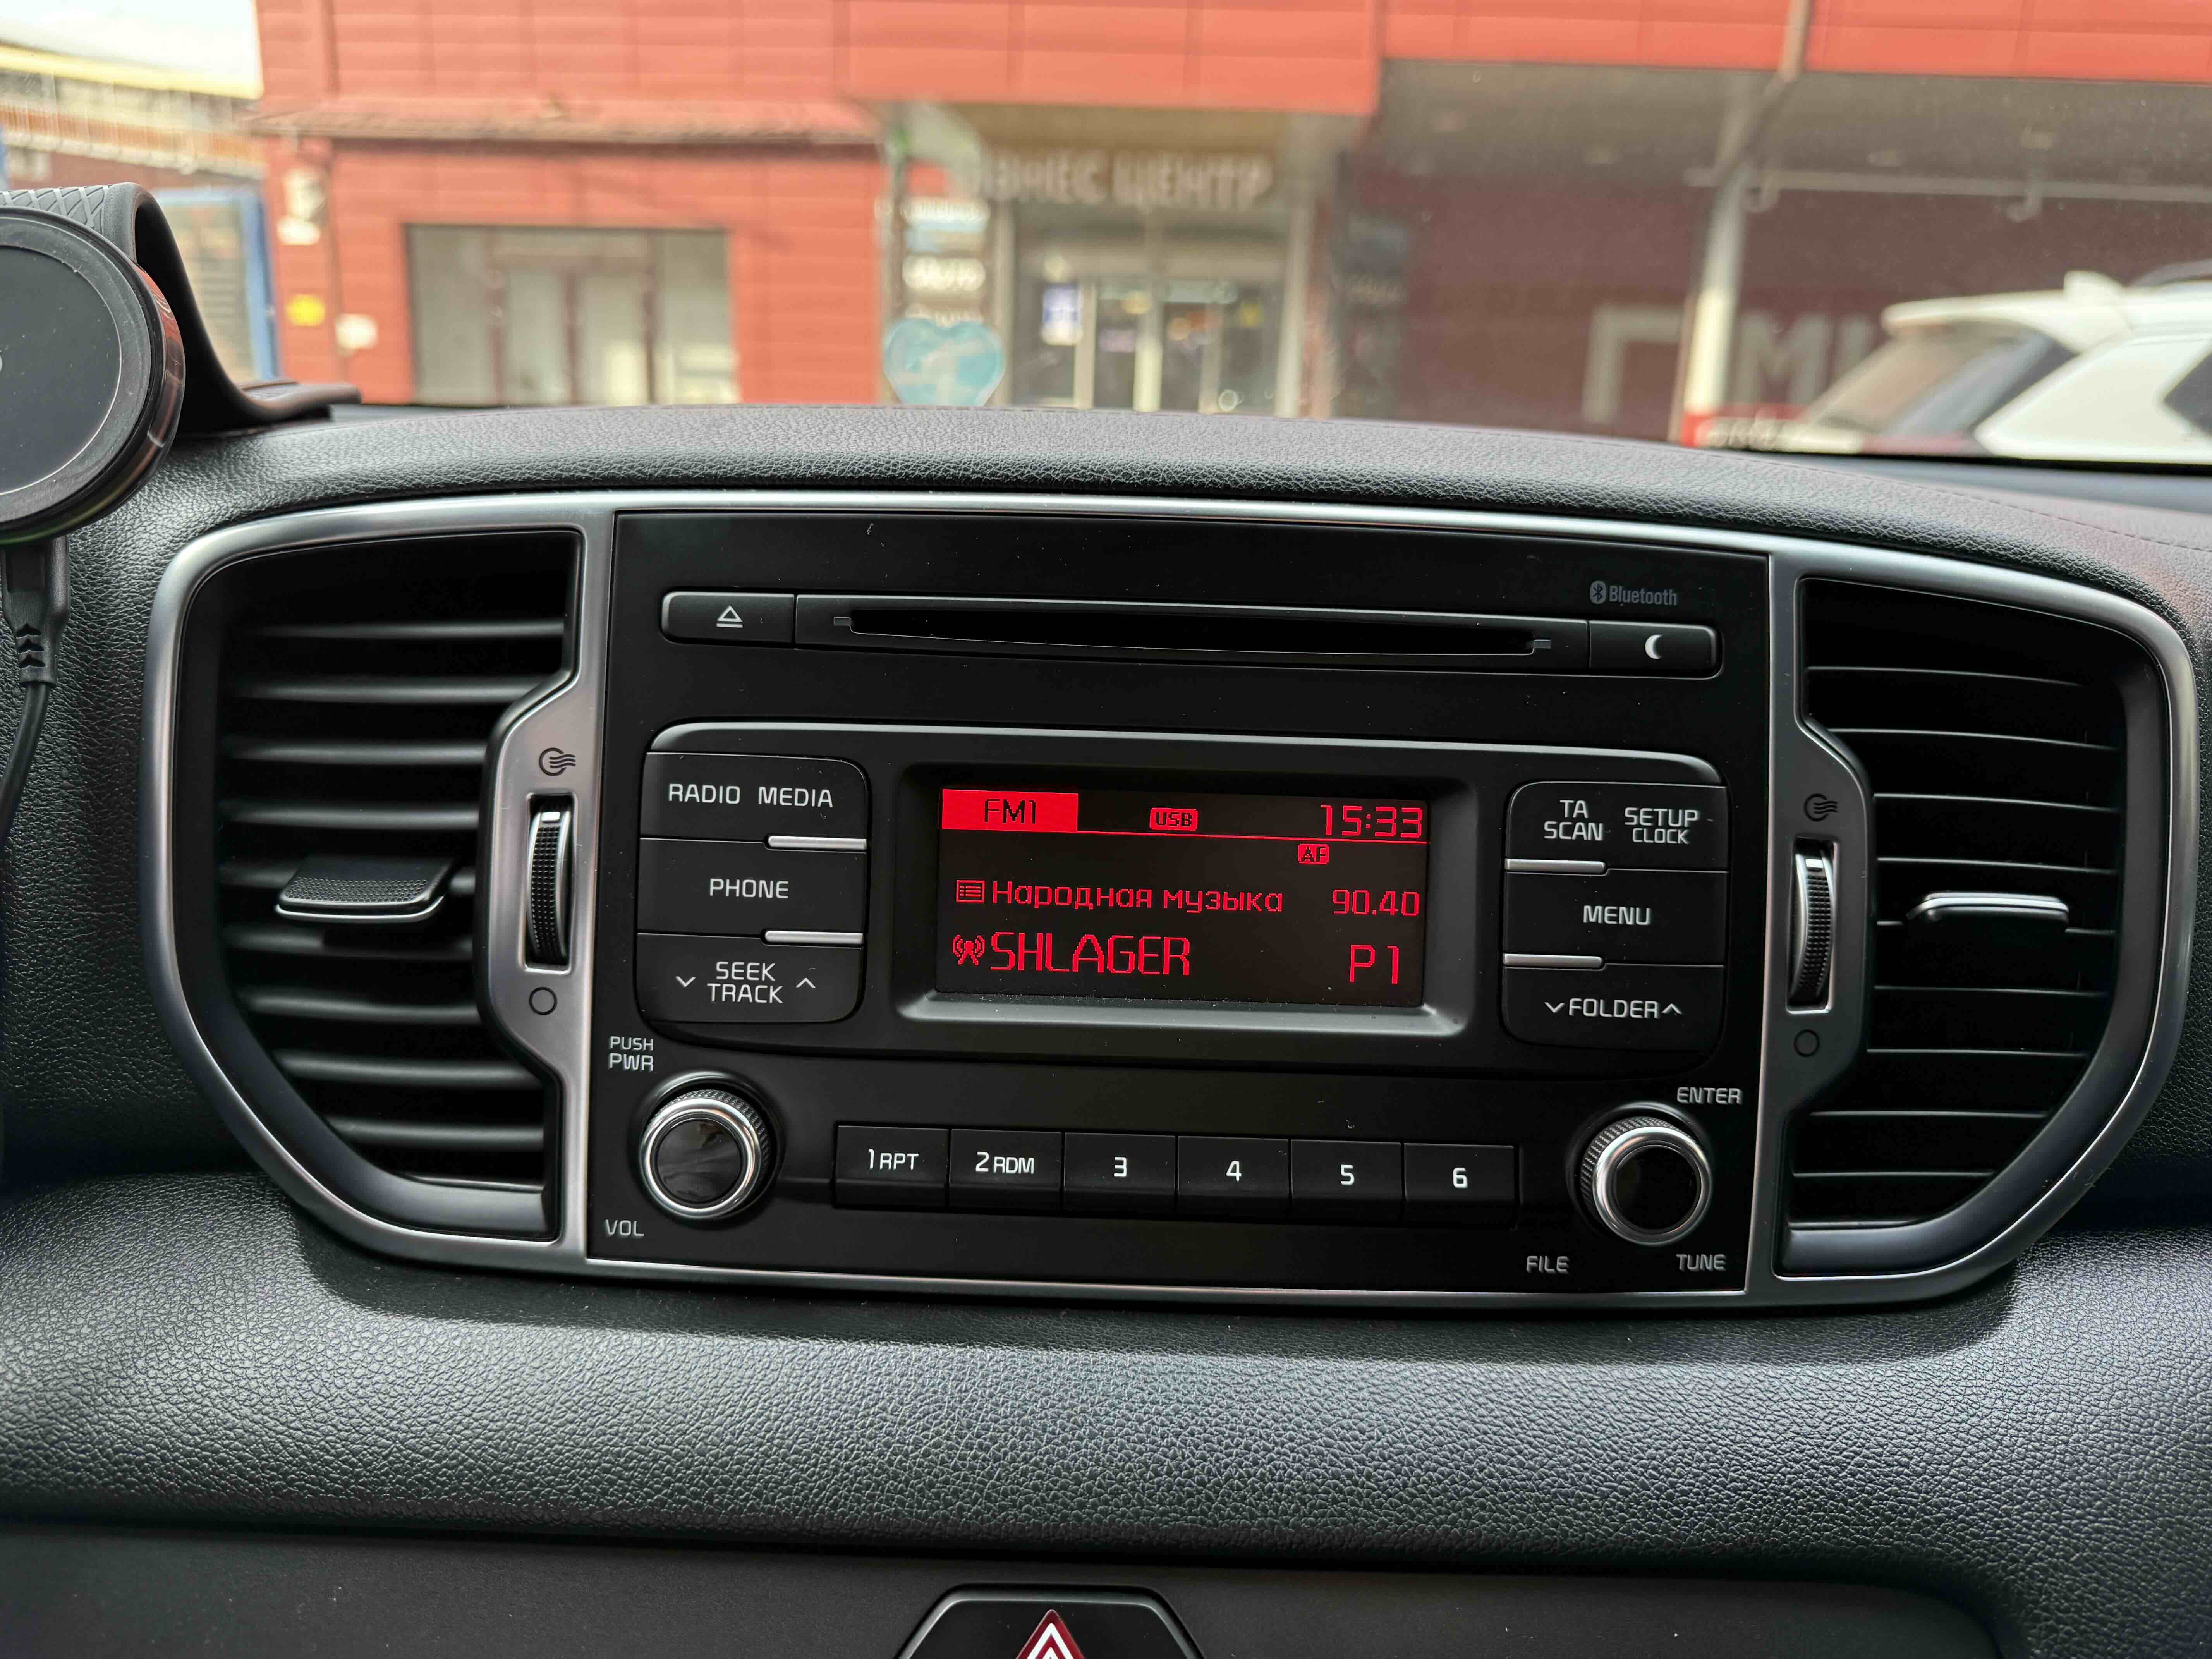 ЦЕНТР
Bluetooth
RADIO MEDIA
PHONE
SEEK
TRACK
FM1 USB 15:33
AF
Народная музыка 90.40
SHLAGER P1
TA
SCAN
SETUP
CLOCK
MENU
FOLDER
PUSH
PWR
VOL
1 RPT 2 RDM 3 4 5 6
ENTER
FILE TUNE